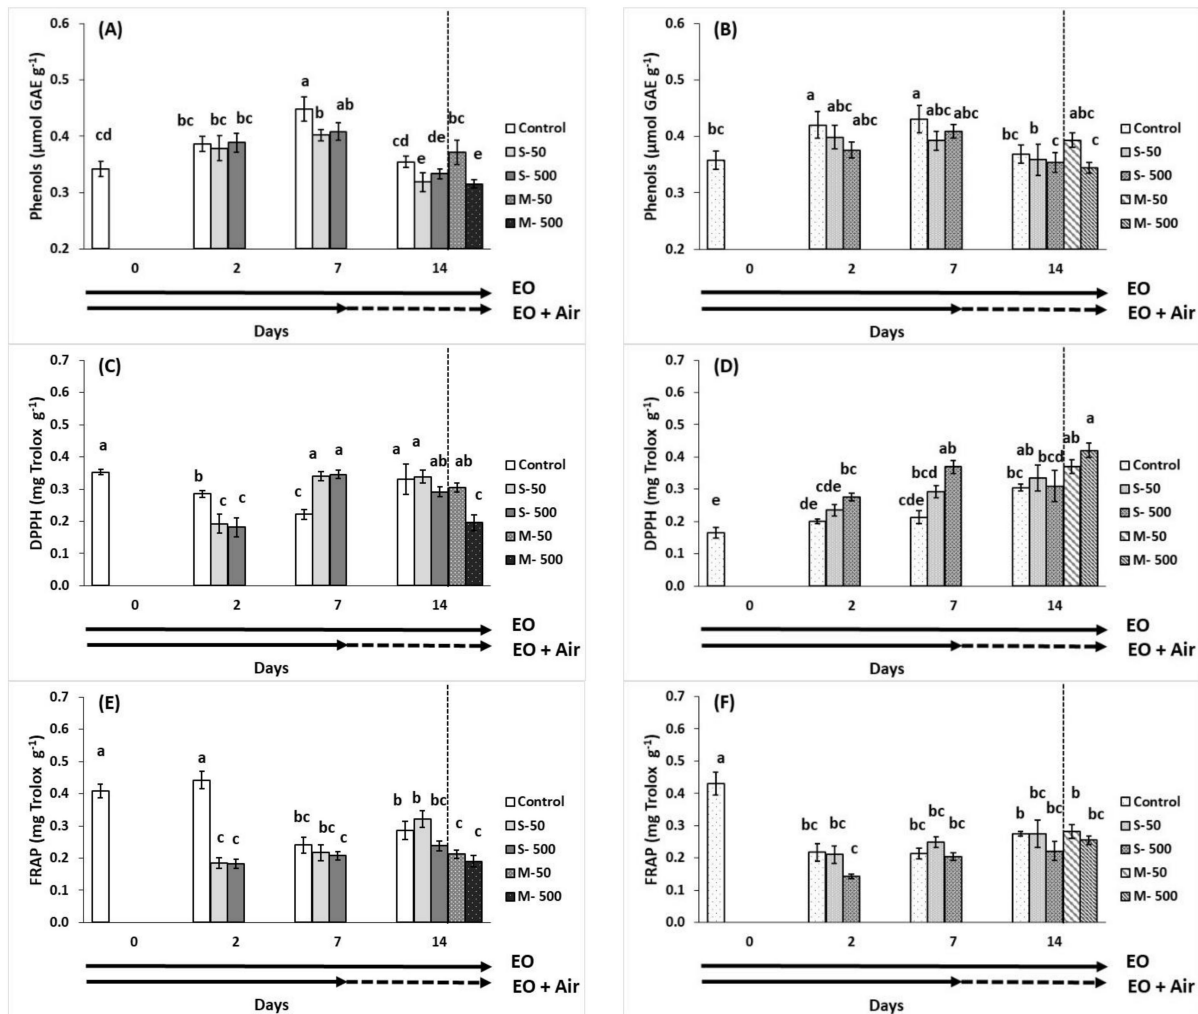 (A)
Phenols (µmol GAE g⁻¹)
0.6
0.5
0.4
0.3
0.2
cd
bc bc bc
a b ab
cd e de bc e
Control
S-50
S- 500
M-50
M- 500
0 2 7 14
EO
EO + Air
Days
(B)
Phenols (µmol GAE g⁻¹)
0.6
0.5
0.4
0.3
0.2
bc
a abc abc
a abc abc
bc b c abc c
Control
S-50
S- 500
M-50
M- 500
0 2 7 14
EO
EO + Air
Days
(C)
DPPH (mg Trolox g⁻¹)
0.7
0.6
0.5
0.4
0.3
0.2
0.1
0.0
a
b c c
c a a
a a ab ab c
Control
S-50
S- 500
M-50
M- 500
0 2 7 14
EO
EO + Air
Days
(D)
DPPH (mg Trolox g⁻¹)
0.7
0.6
0.5
0.4
0.3
0.2
0.1
0.0
e
de cde bc
cde bcd ab
bc ab bcd ab a
Control
S-50
S- 500
M-50
M- 500
0 2 7 14
EO
EO + Air
Days
(E)
FRAP (mg Trolox g⁻¹)
0.7
0.6
0.5
0.4
0.3
0.2
0.1
0.0
a
a c c
bc bc c
b b bc c c
Control
S-50
S- 500
M-50
M- 500
0 2 7 14
EO
EO + Air
Days
(F)
FRAP (mg Trolox g⁻¹)
0.7
0.6
0.5
0.4
0.3
0.2
0.1
0.0
a
bc bc c
bc bc bc
b bc bc b bc
Control
S-50
S- 500
M-50
M- 500
0 2 7 14
EO
EO + Air
Days